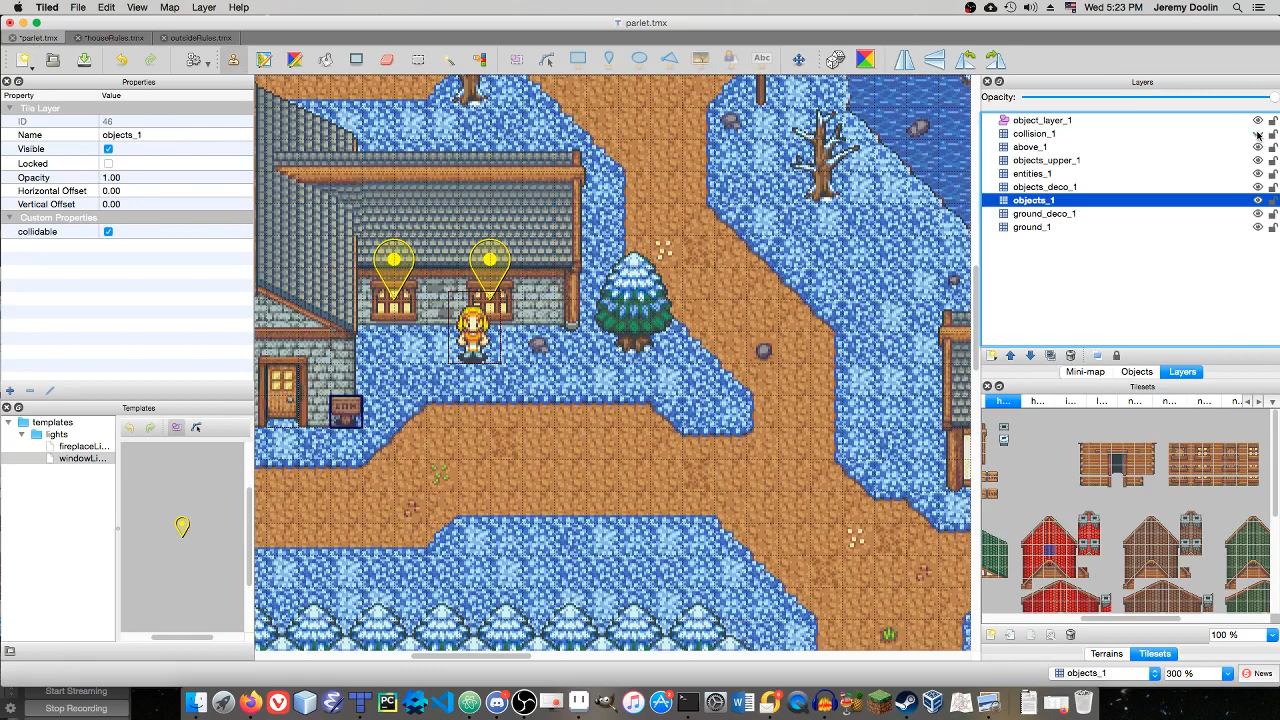 Tiled File Edit View Map Layer Help Wed 5:23 PM Jeremy Doolin
parlet.tmx
*parlet.tmx *houseRules.tmx outsideRules.tmx
Abc
Properties
Property Value
Tile Layer
ID 46
Name objects_1
Visible
Locked
Opacity 1.00
Horizontal Offset 0.00
Vertical Offset 0.00
Custom Properties
collidable
Templates
templates
lights
fireplaceLi...
windowLi...
Layers
Opacity:
object_layer_1
collision_1
above_1
objects_upper_1
entities_1
objects_deco_1
objects_1
ground_deco_1
ground_1
Mini-map Objects Layers
Tilesets
h... h... i... l... n... n... n... n..
100 %
Terrains Tilesets
objects_1 300 % News
Start Streaming
Stop Recording